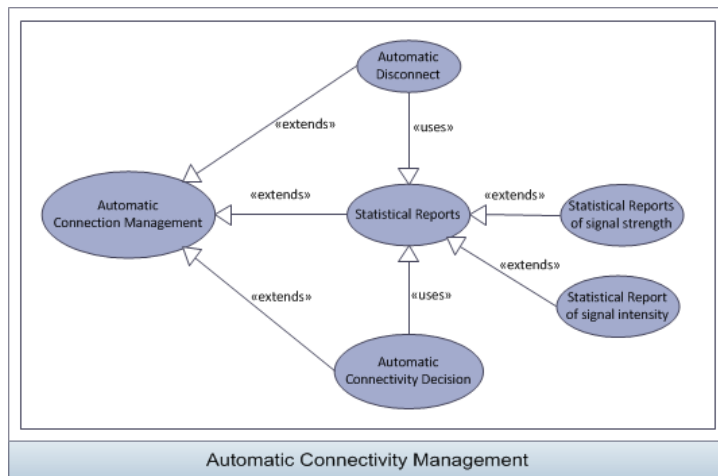 Automatic
Disconnect
«extends»
«uses»
Automatic
Connection Management
«extends»
Statistical Reports
«extends»
Statistical Reports
of signal strength
«extends»
Statistical Report
of signal intensity
«extends»
«uses»
Automatic
Connectivity Decision
Automatic Connectivity Management